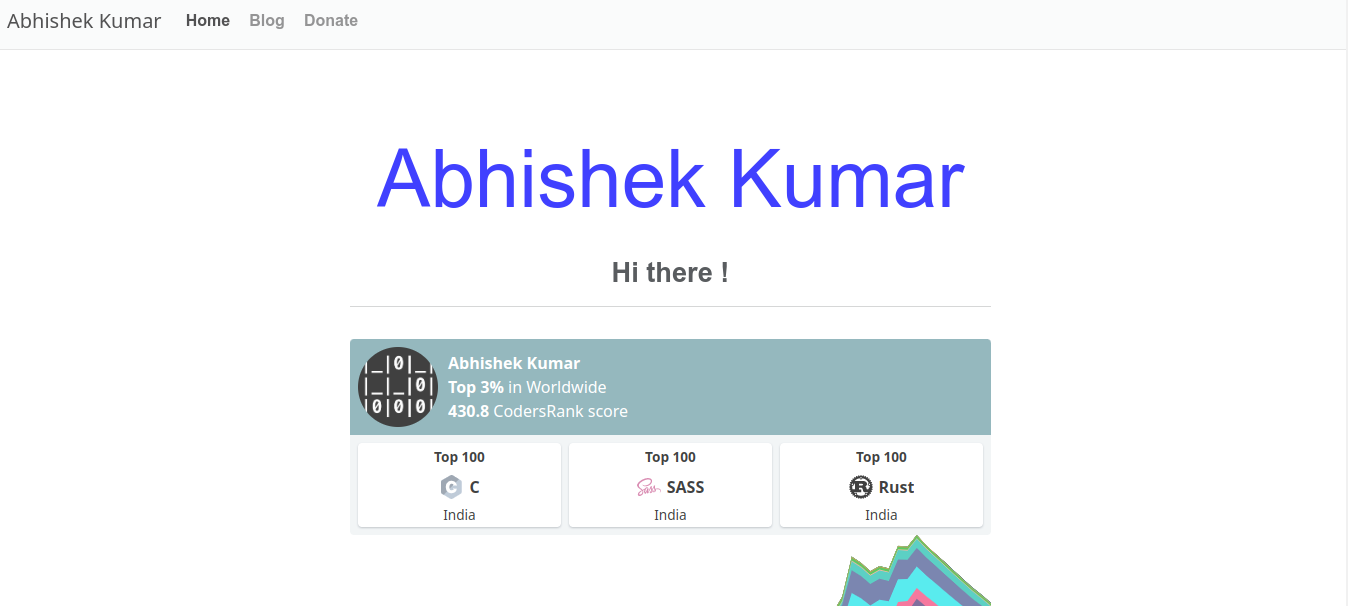 Abhishek Kumar Home Blog Donate
Abhishek Kumar
Hi there !
|_|0|_|
|_|_|0|
|0|0|0|
Abhishek Kumar
Top 3% in Worldwide
430.8 CodersRank score
Top 100 Top 100 Top 100
C SASS Rust
India India India